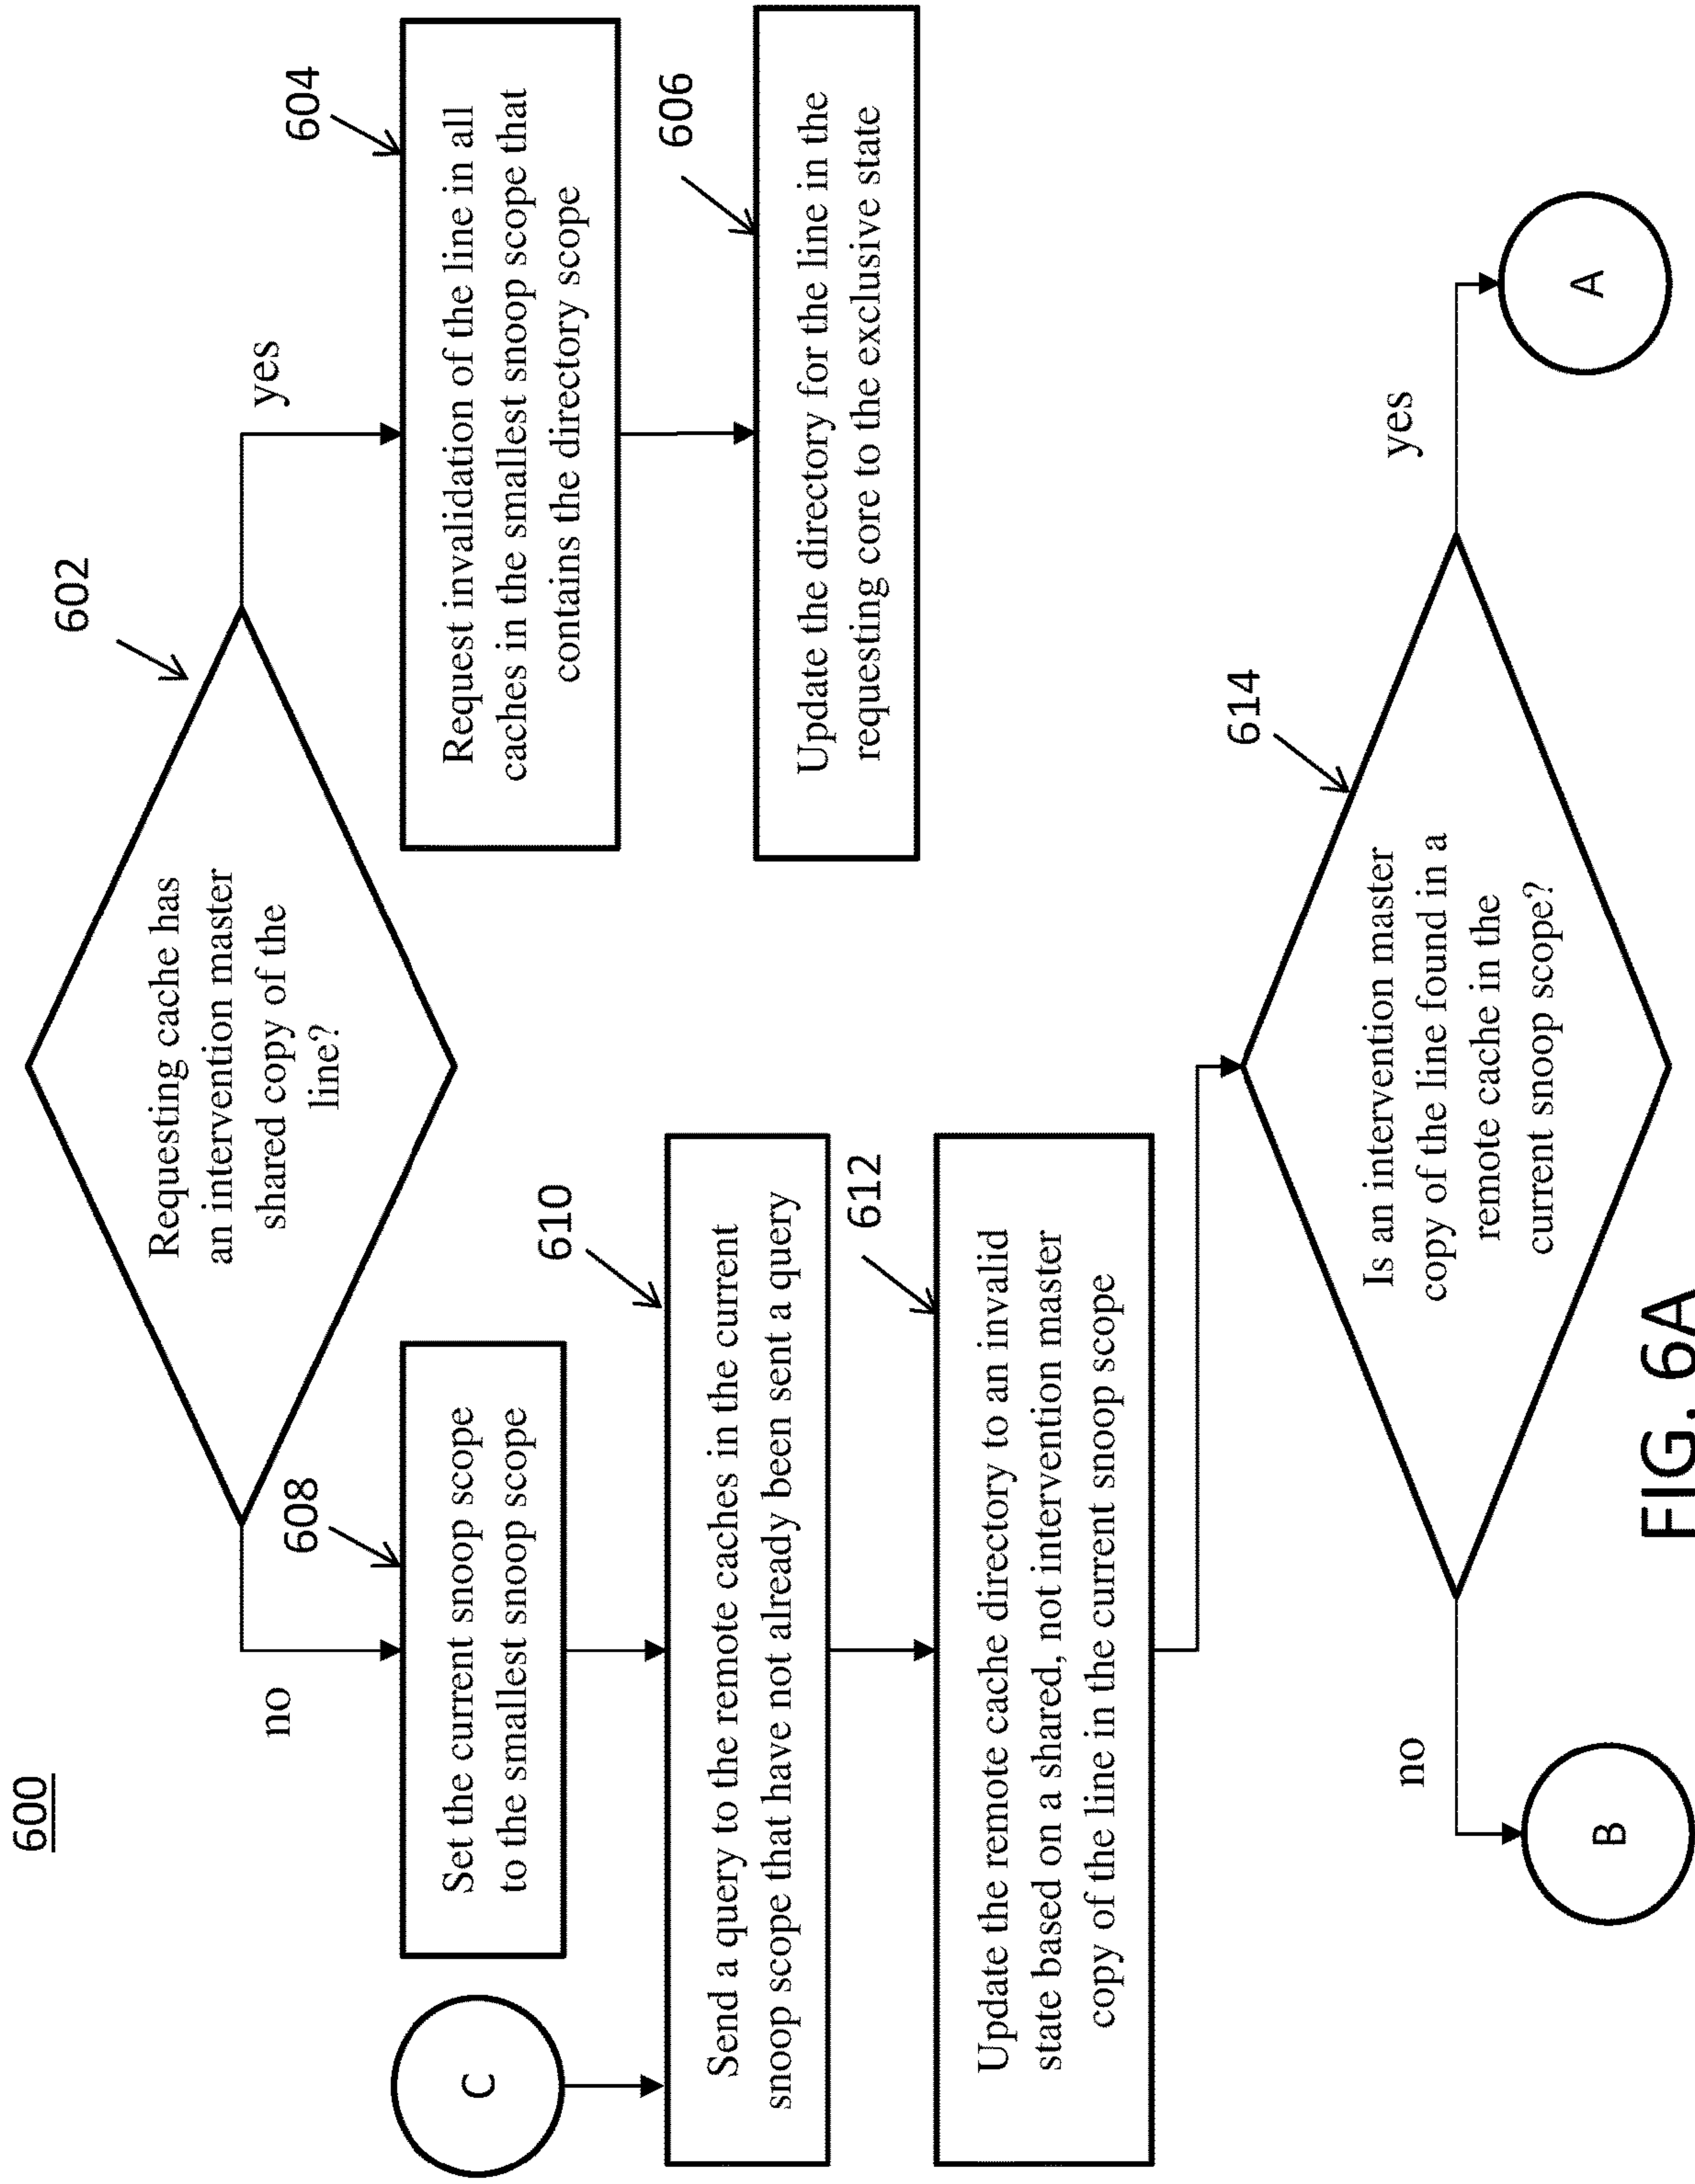 600
602
Requesting cache has
an intervention master
shared copy of the
line?
yes
604
Request invalidation of the line in all
caches in the smallest snoop scope that
contains the directory scope
606
Update the directory for the line in the
requesting core to the exclusive state
no
608
Set the current snoop scope
to the smallest snoop scope
C
610
Send a query to the remote caches in the current
snoop scope that have not already been sent a query
612
Update the remote cache directory to an invalid
state based on a shared, not intervention master
copy of the line in the current snoop scope
614
Is an intervention master
copy of the line found in a
remote cache in the
current snoop scope?
no
B
yes
A
FIG. 6A